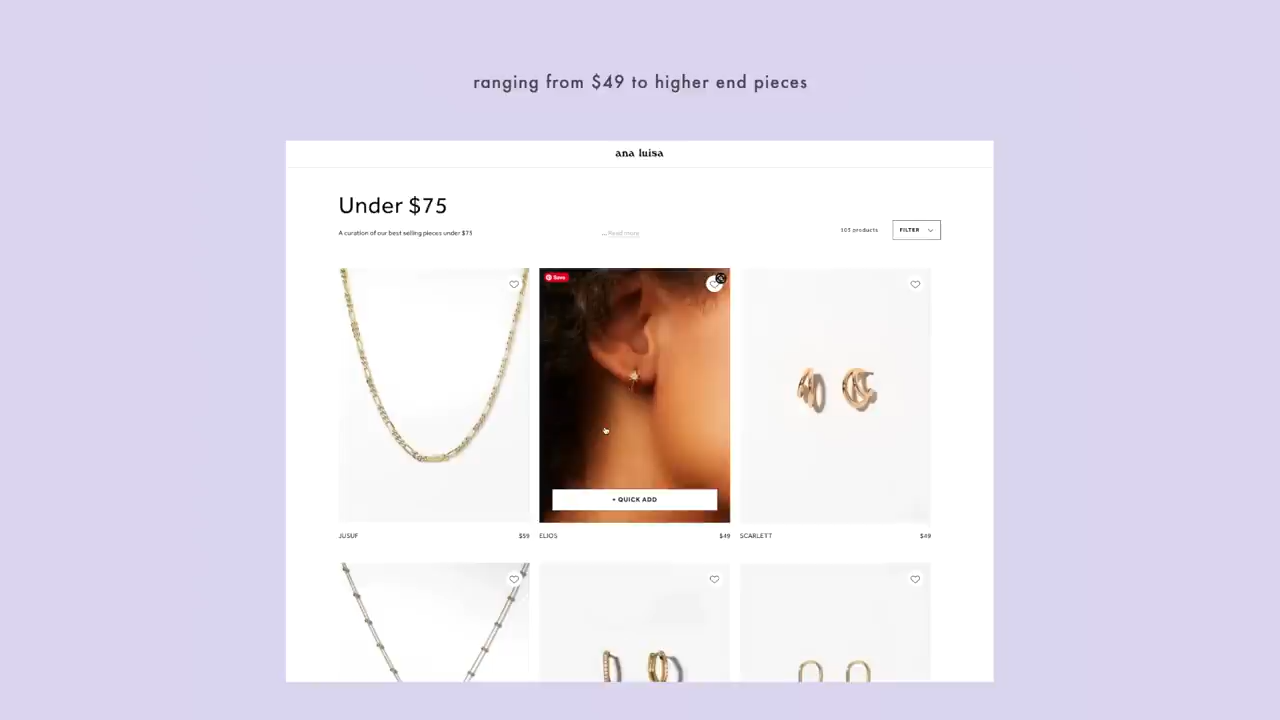 ranging from $49 to higher end pieces
ana luisa
Under $75
A curation of our best selling pieces under $75
... Read more
105 products
FILTER
Save
+ QUICK ADD
JUSUF
$59
ELIOS
$49
SCARLETT
$49